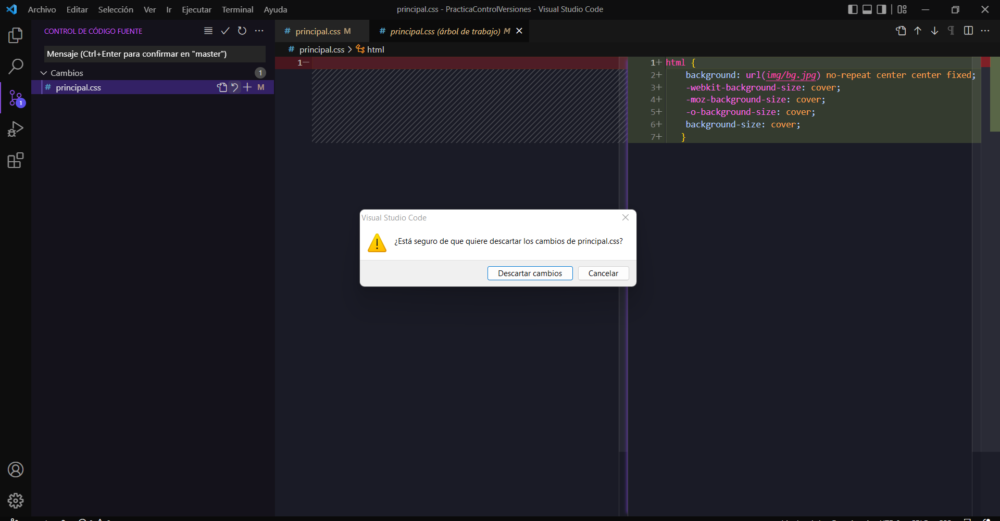 Archivo Editar Selección Ver Ir Ejecutar Terminal Ayuda
principal.css - PracticaControlVersiones - Visual Studio Code
CONTROL DE CÓDIGO FUENTE
Mensaje (Ctrl+Enter para confirmar en "master")
Cambios 1
# principal.css M
1
# principal.css M
# principal.css (árbol de trabajo) M
# principal.css > html
1−
1+ html {
2+ background: url(img/bg.jpg) no-repeat center center fixed;
3+ -webkit-background-size: cover;
4+ -moz-background-size: cover;
5+ -o-background-size: cover;
6+ background-size: cover;
7+ }
Visual Studio Code
¿Está seguro de que quiere descartar los cambios de principal.css?
Descartar cambios
Cancelar